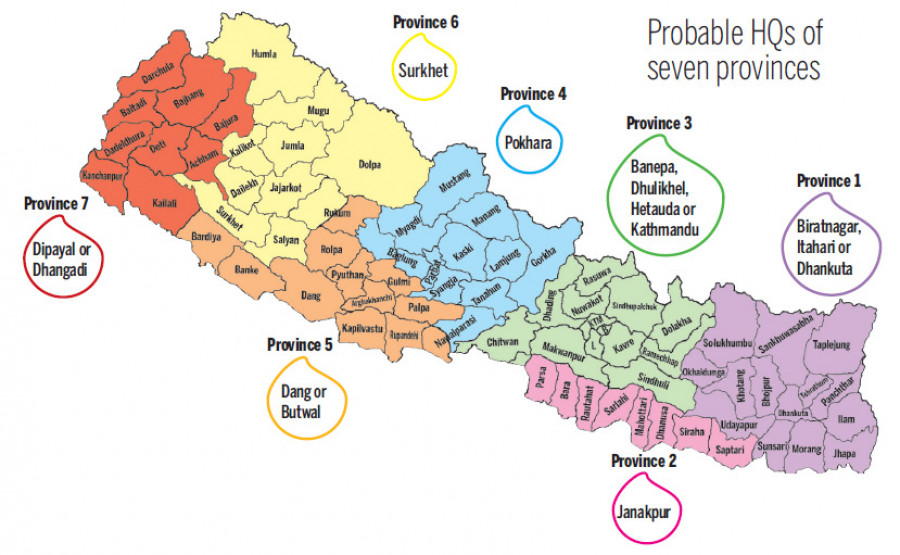 Probable HQs of
seven provinces
Province 6
Surkhet
Province 4
Pokhara
Province 3
Banepa,
Dhulikhel,
Hetauda or
Kathmandu
Province 1
Biratnagar,
Itahari or
Dhankuta
Province 7
Dipayal or
Dhangadi
Province 5
Dang or
Butwal
Province 2
Janakpur
Darchula
Baitadi
Bajhang
Dadeldhura
Doti
Bajura
Achham
Kanchanpur
Kailali
Humla
Mugu
Kalikot
Jumla
Dolpa
Dailekh
Jajarkot
Surkhet
Salyan
Rukum
Bardiya
Rolpa
Banke
Pyuthan
Gulmi
Dang
Arghakhanchi
Palpa
Kapilvastu
Rupandehi
Nawalparasi
Mustang
Myagdi
Manang
Baglung
Parbat
Kaski
Lamjung
Gorkha
Syangja
Tanahun
Rasuwa
Dhading
Nuwakot
Sindhupalchuk
KTM
B
L
Kavre
Dolakha
Chitwan
Makwanpur
Ramechhap
Sindhuli
Parsa
Bara
Rautahat
Sarlahi
Mahottari
Dhanusa
Siraha
Saptari
Solukhumbu
Sankhuwasabha
Taplejung
Okhaldunga
Khotang
Bhojpur
Tehrathum
Panchthar
Dhankuta
Ilam
Udayapur
Sunsari
Morang
Jhapa